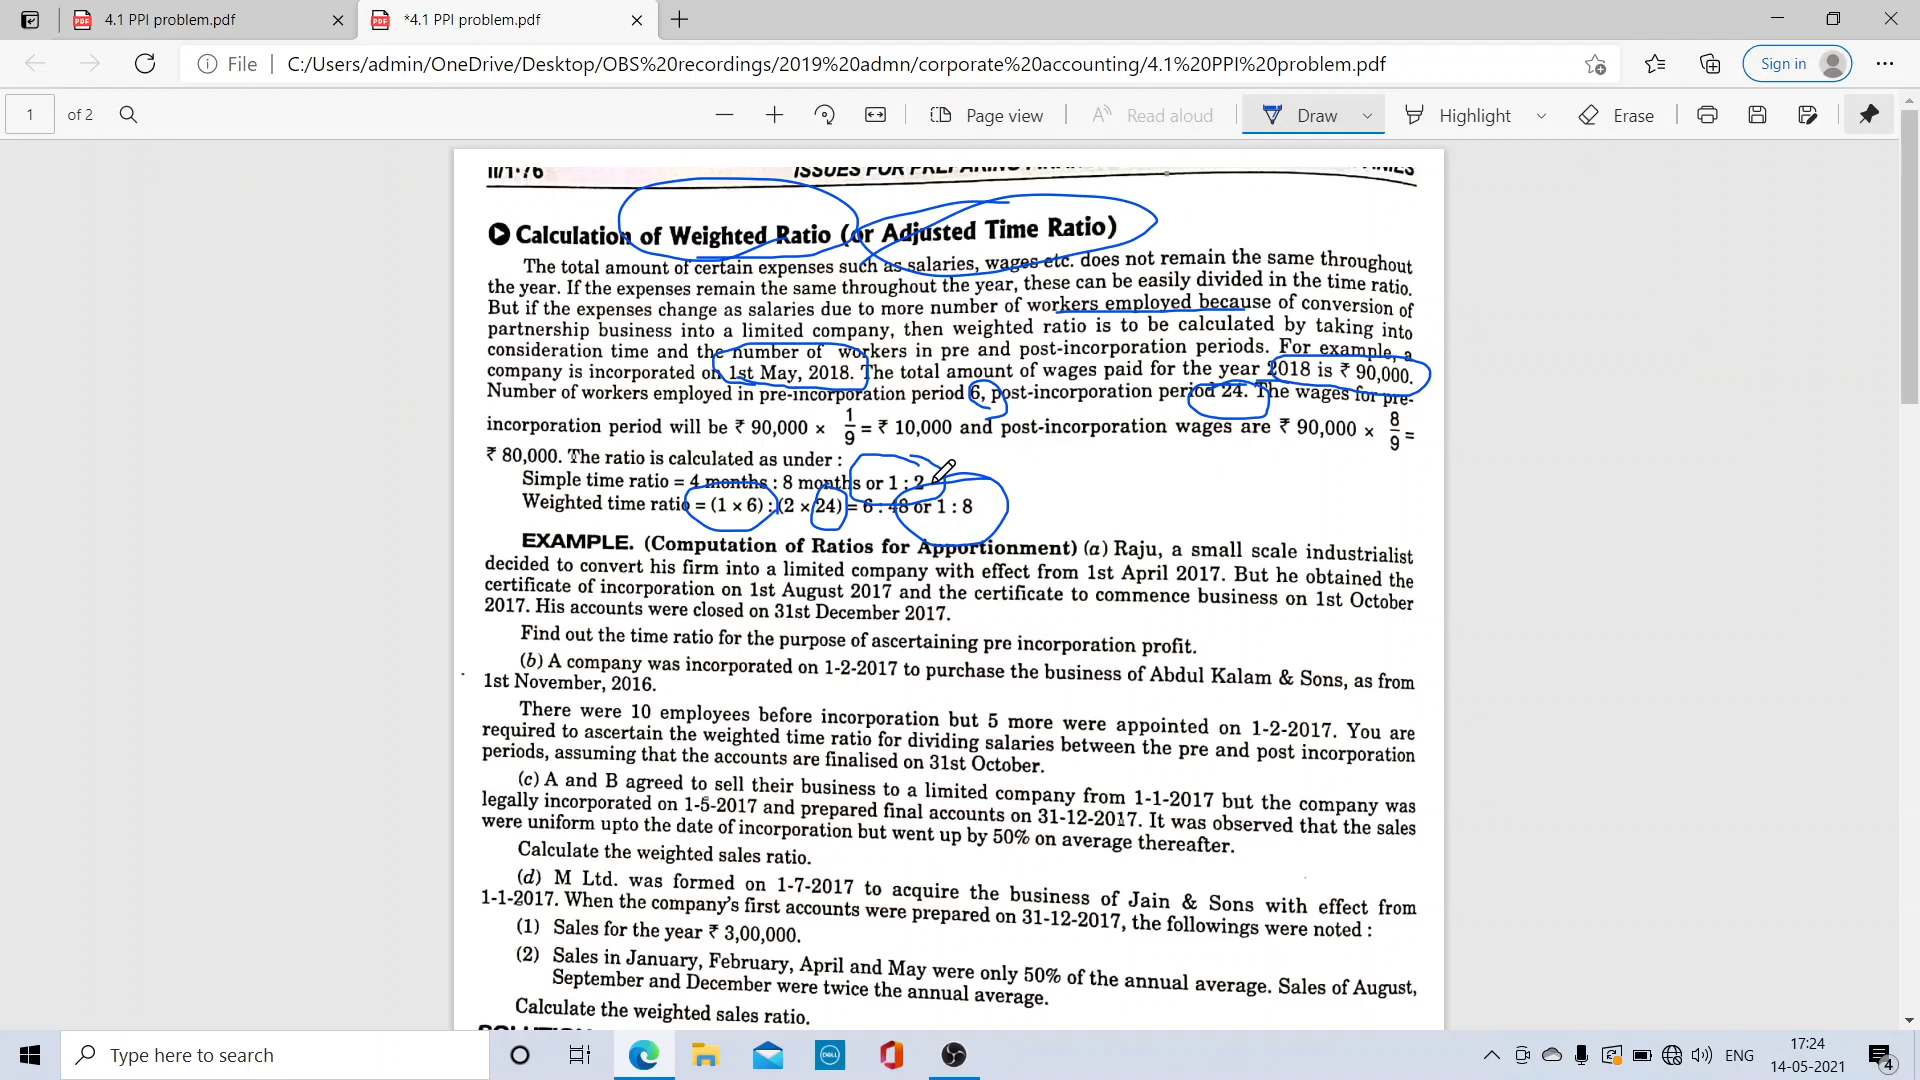 4.1 PPI problem.pdf
*4.1 PPI problem.pdf
File
C:/Users/admin/OneDrive/Desktop/OBS%20recordings/2019%20admn/corporate%20accounting/4.1%20PPI%20problem.pdf
Sign in
1 of 2
Page view
Read aloud
Draw
Highlight
Erase
II/1·76
Calculation of Weighted Ratio (or Adjusted Time Ratio)
The total amount of certain expenses such as salaries, wages etc. does not remain the same throughout
the year. If the expenses remain the same throughout the year, these can be easily divided in the time ratio.
But if the expenses change as salaries due to more number of workers employed because of conversion of
partnership business into a limited company, then weighted ratio is to be calculated by taking into
consideration time and the number of workers in pre and post-incorporation periods. For example, a
company is incorporated on 1st May, 2018. The total amount of wages paid for the year 2018 is ₹ 90,000.
Number of workers employed in pre-incorporation period 6, post-incorporation period 24. The wages for pre-
incorporation period will be ₹ 90,000 × 1/9 = ₹ 10,000 and post-incorporation wages are ₹ 90,000 × 8/9 =
₹ 80,000. The ratio is calculated as under :
Simple time ratio = 4 months : 8 months or 1 : 2
Weighted time ratio = (1 × 6) : (2 × 24) = 6 : 48 or 1 : 8
EXAMPLE. (Computation of Ratios for Apportionment) (a) Raju, a small scale industrialist
decided to convert his firm into a limited company with effect from 1st April 2017. But he obtained the
certificate of incorporation on 1st August 2017 and the certificate to commence business on 1st October
2017. His accounts were closed on 31st December 2017.
Find out the time ratio for the purpose of ascertaining pre incorporation profit.
(b) A company was incorporated on 1-2-2017 to purchase the business of Abdul Kalam & Sons, as from
1st November, 2016.
There were 10 employees before incorporation but 5 more were appointed on 1-2-2017. You are
required to ascertain the weighted time ratio for dividing salaries between the pre and post incorporation
periods, assuming that the accounts are finalised on 31st October.
(c) A and B agreed to sell their business to a limited company from 1-1-2017 but the company was
legally incorporated on 1-5-2017 and prepared final accounts on 31-12-2017. It was observed that the sales
were uniform upto the date of incorporation but went up by 50% on average thereafter.
Calculate the weighted sales ratio.
(d) M Ltd. was formed on 1-7-2017 to acquire the business of Jain & Sons with effect from
1-1-2017. When the company's first accounts were prepared on 31-12-2017, the followings were noted :
(1) Sales for the year ₹ 3,00,000.
(2) Sales in January, February, April and May were only 50% of the annual average. Sales of August,
September and December were twice the annual average.
Calculate the weighted sales ratio.
Type here to search
ENG
17:24
14-05-2021
4